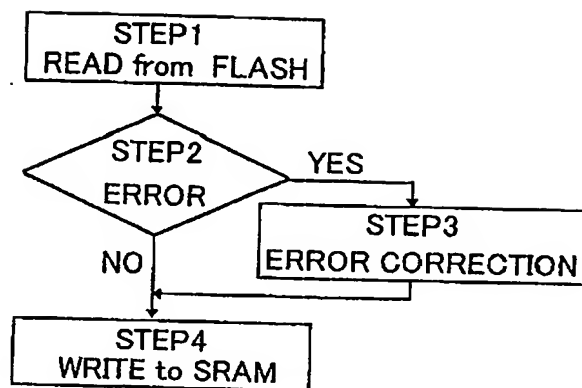 STEP1
READ from FLASH
STEP2
ERROR
YES
STEP3
ERROR CORRECTION
NO
STEP4
WRITE to SRAM